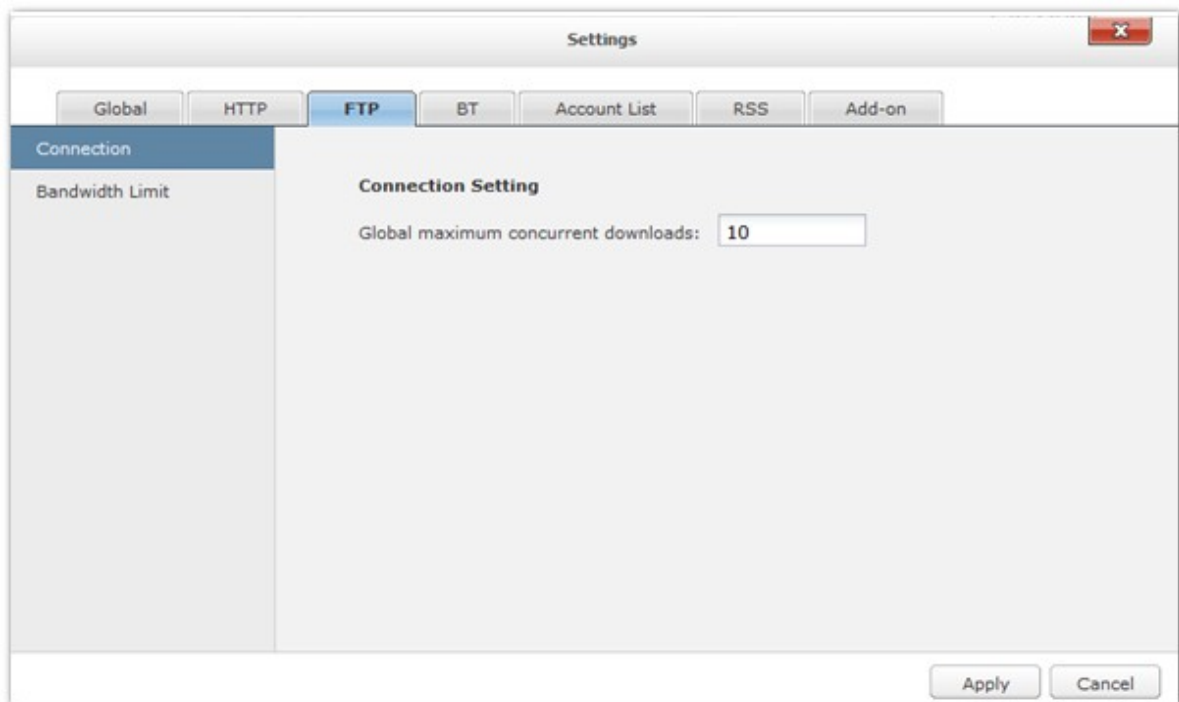 Settings
Global HTTP FTP BT Account List RSS Add-on
Connection
Bandwidth Limit
Connection Setting
Global maximum concurrent downloads: 10
Apply Cancel